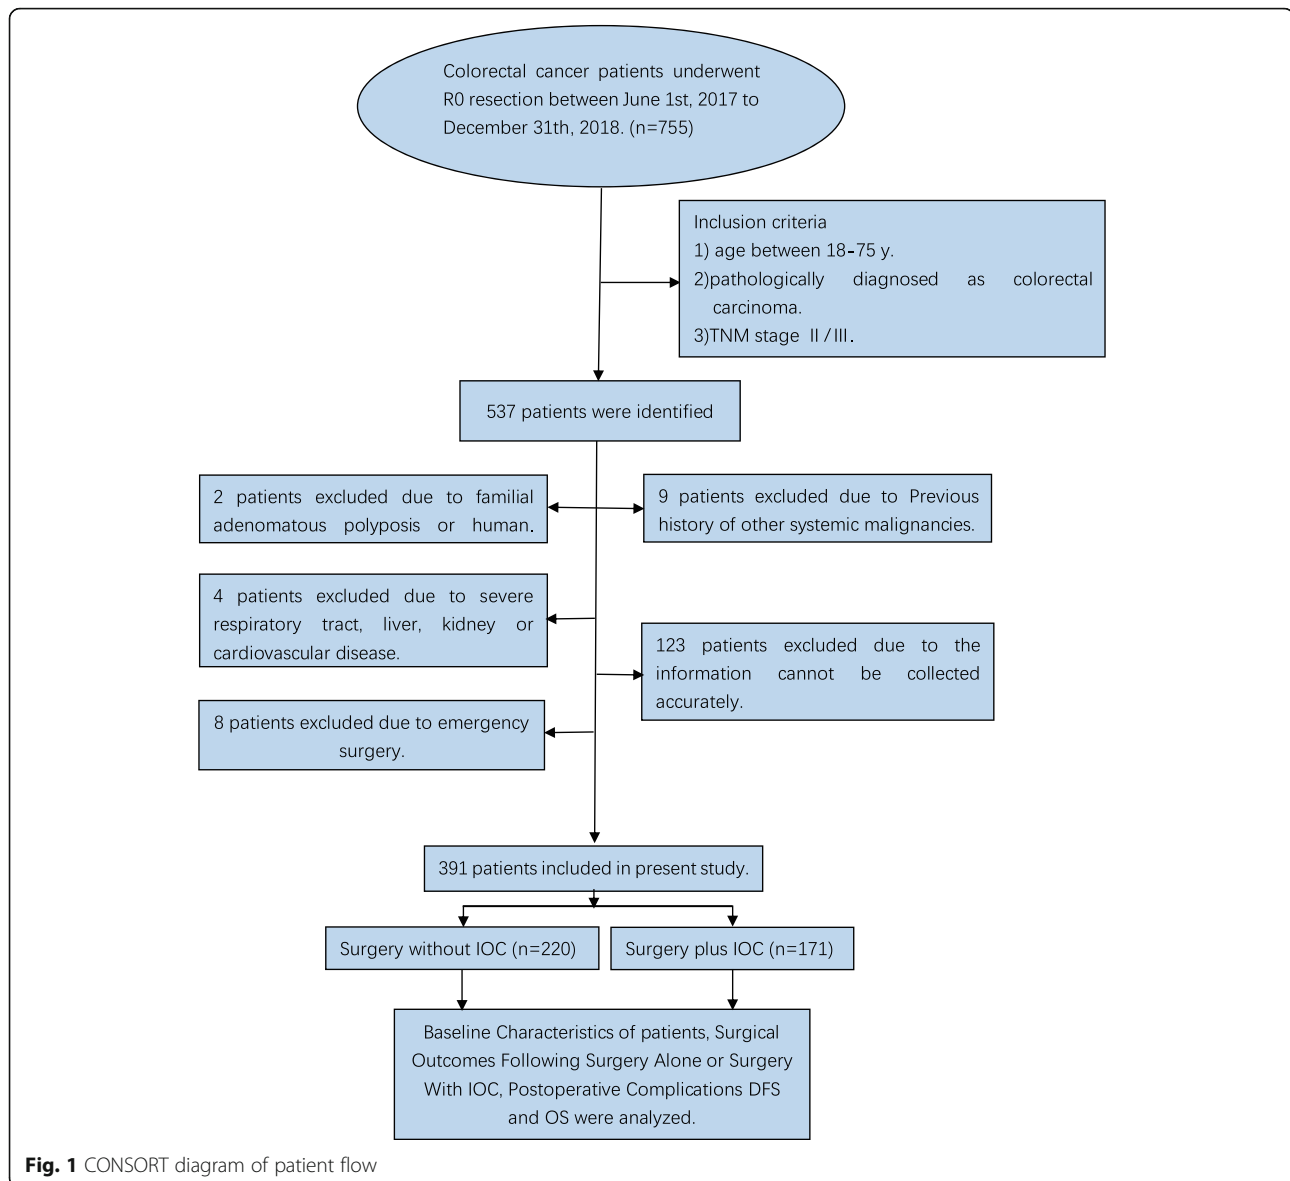 Colorectal cancer patients underwent
R0 resection between June 1st, 2017 to
December 31th, 2018. (n=755)
Inclusion criteria
1) age between 18-75 y.
2)pathologically diagnosed as colorectal
carcinoma.
3)TNM stage II / III.
537 patients were identified
2 patients excluded due to familial
adenomatous polyposis or human.
9 patients excluded due to Previous
history of other systemic malignancies.
4 patients excluded due to severe
respiratory tract, liver, kidney or
cardiovascular disease.
123 patients excluded due to the
information cannot be collected
accurately.
8 patients excluded due to emergency
surgery.
391 patients included in present study.
Surgery without IOC (n=220)
Surgery plus IOC (n=171)
Baseline Characteristics of patients, Surgical
Outcomes Following Surgery Alone or Surgery
With IOC, Postoperative Complications DFS
and OS were analyzed.
Fig. 1 CONSORT diagram of patient flow